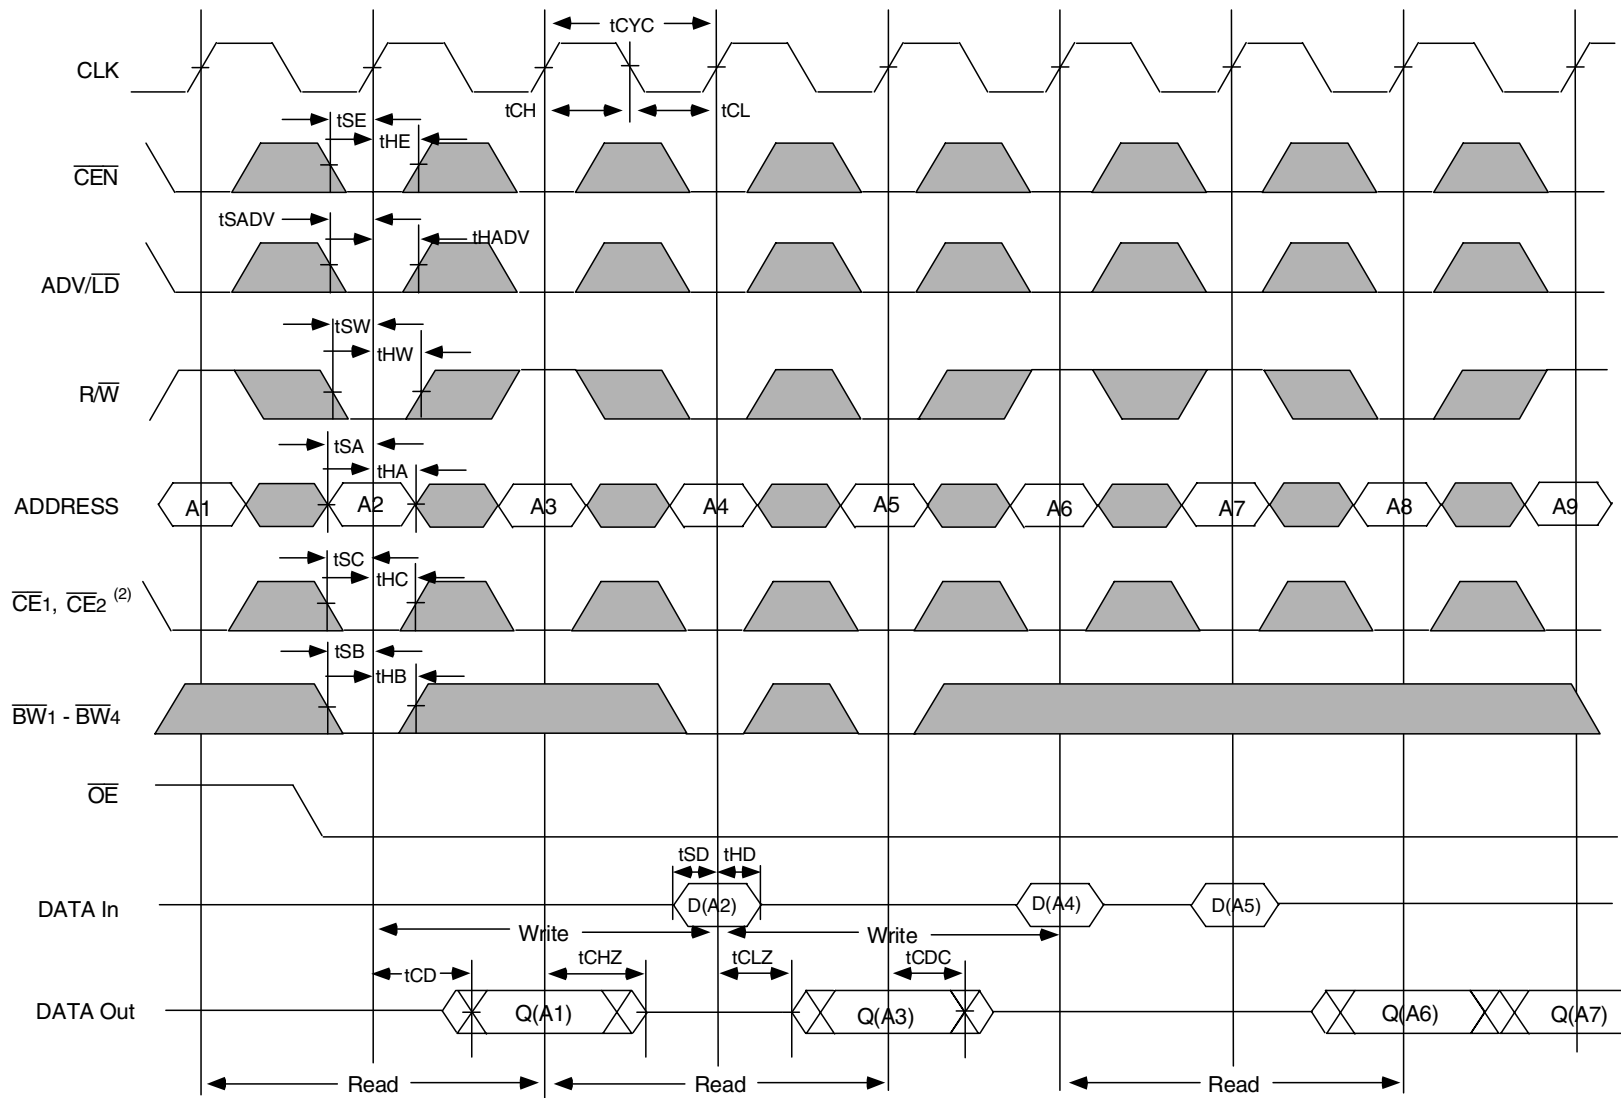 tCYC
CLK
tCH
tCL
tSE
tHE
CEN
tSADV
tHADV
ADV/LD
tSW
tHW
R/W
tSA
tHA
ADDRESS A1 A2 A3 A4 A5 A6 A7 A8 A9
tSC
tHC
CE1, CE2 (2)
tSB
tHB
BW1 - BW4
OE
tSD tHD
DATA In D(A2) D(A4) D(A5)
Write Write
tCD tCHZ tCLZ tCDC
DATA Out Q(A1) Q(A3) Q(A6) Q(A7)
Read Read Read